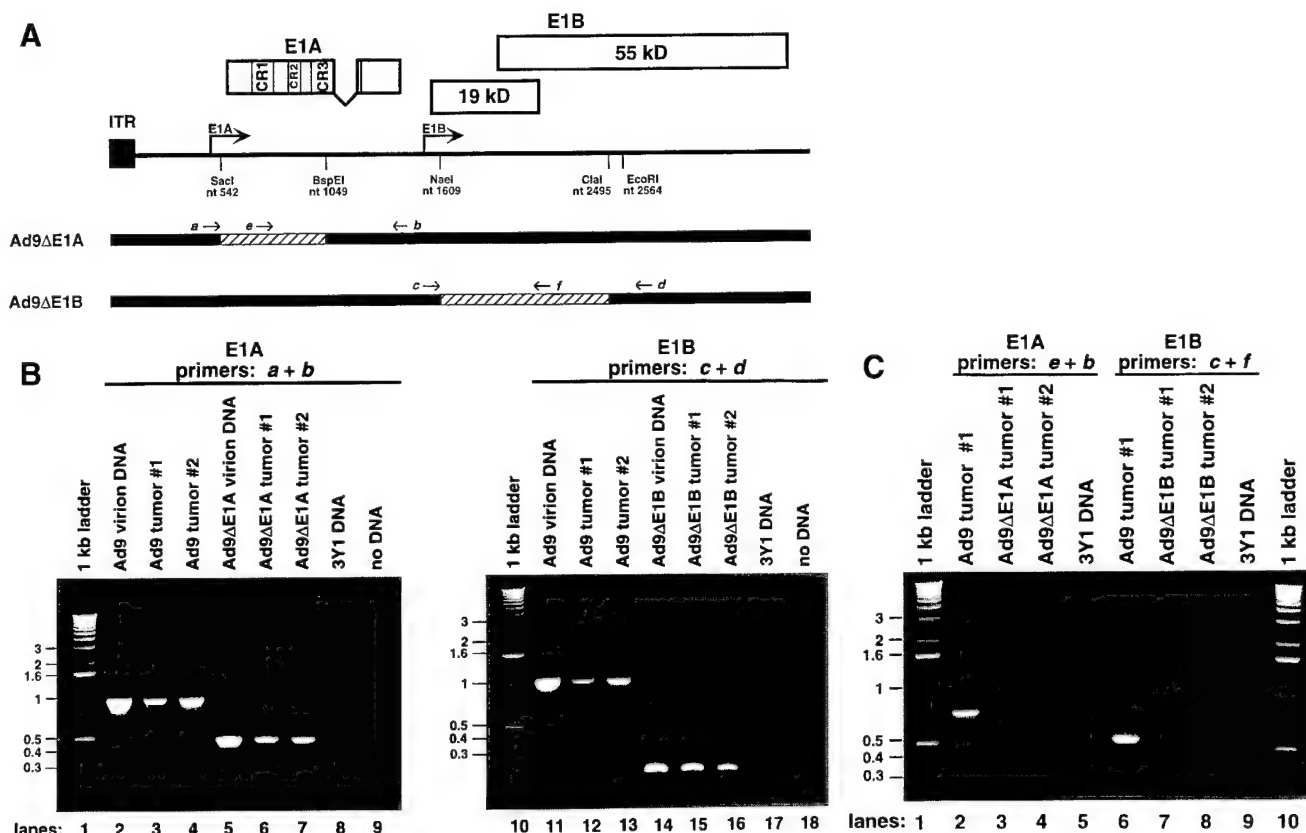 A
E1A
CR1
CR2
CR3
E1B
55 kD
19 kD
ITR
E1A
E1B
SacI
nt 542
BspEI
nt 1049
NaeI
nt 1609
ClaI
nt 2495
EcoRI
nt 2564
Ad9ΔE1A
a → e → ← b
Ad9ΔE1B
c → ← f ← d
B
E1A
primers: a + b
1 kb ladder
Ad9 virion DNA
Ad9 tumor #1
Ad9 tumor #2
Ad9ΔE1A virion DNA
Ad9ΔE1A tumor #1
Ad9ΔE1A tumor #2
3Y1 DNA
no DNA
3
2
1.6
1
0.5
0.4
0.3
lanes: 1 2 3 4 5 6 7 8 9
E1B
primers: c + d
Ad9 virion DNA
Ad9 tumor #1
Ad9 tumor #2
Ad9ΔE1B virion DNA
Ad9ΔE1B tumor #1
Ad9ΔE1B tumor #2
3Y1 DNA
no DNA
3
2
1.6
1
0.5
0.4
0.3
10 11 12 13 14 15 16 17 18
C
E1A
primers: e + b
E1B
primers: c + f
1 kb ladder
Ad9 tumor #1
Ad9ΔE1A tumor #1
Ad9ΔE1A tumor #2
3Y1 DNA
Ad9 tumor #1
Ad9ΔE1B tumor #1
Ad9ΔE1B tumor #2
3Y1 DNA
1 kb ladder
3
2
1.6
1
0.5
0.4
0.3
lanes: 1 2 3 4 5 6 7 8 9 10